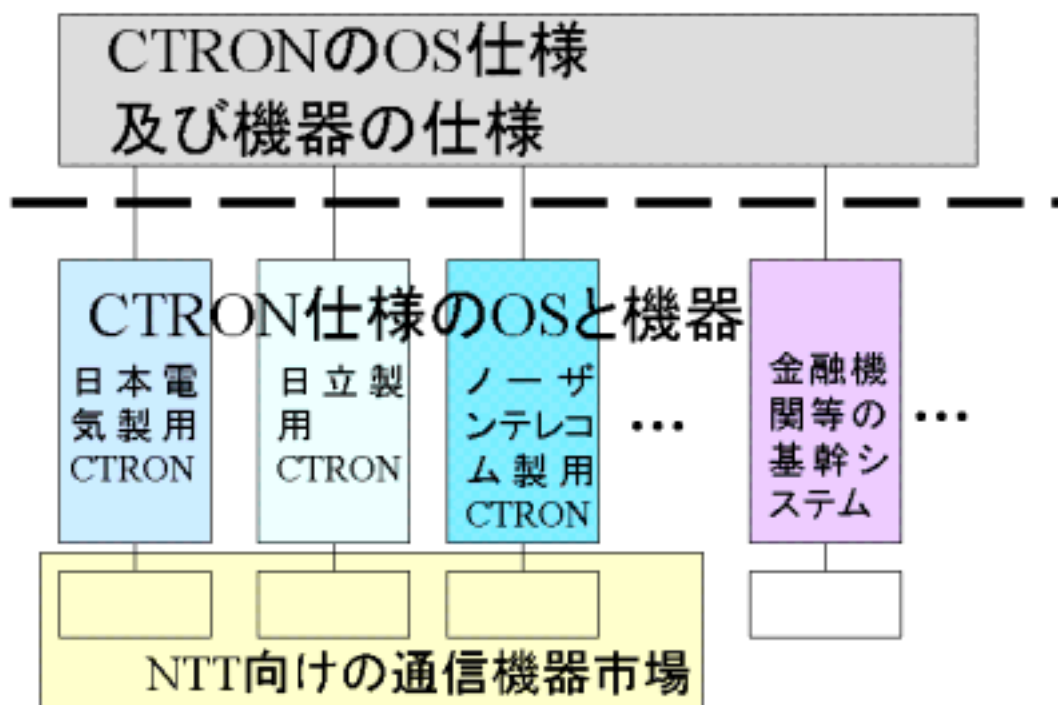 CTRONのOS仕様
及び機器の仕様
CTRON仕様のOSと機器
日本電
気製用
CTRON
日立製
用
CTRON
ノーザ
ンテレコ
ム製用
CTRON
…
金融機
関等の
基幹シ
ステム
…
NTT向けの通信機器市場